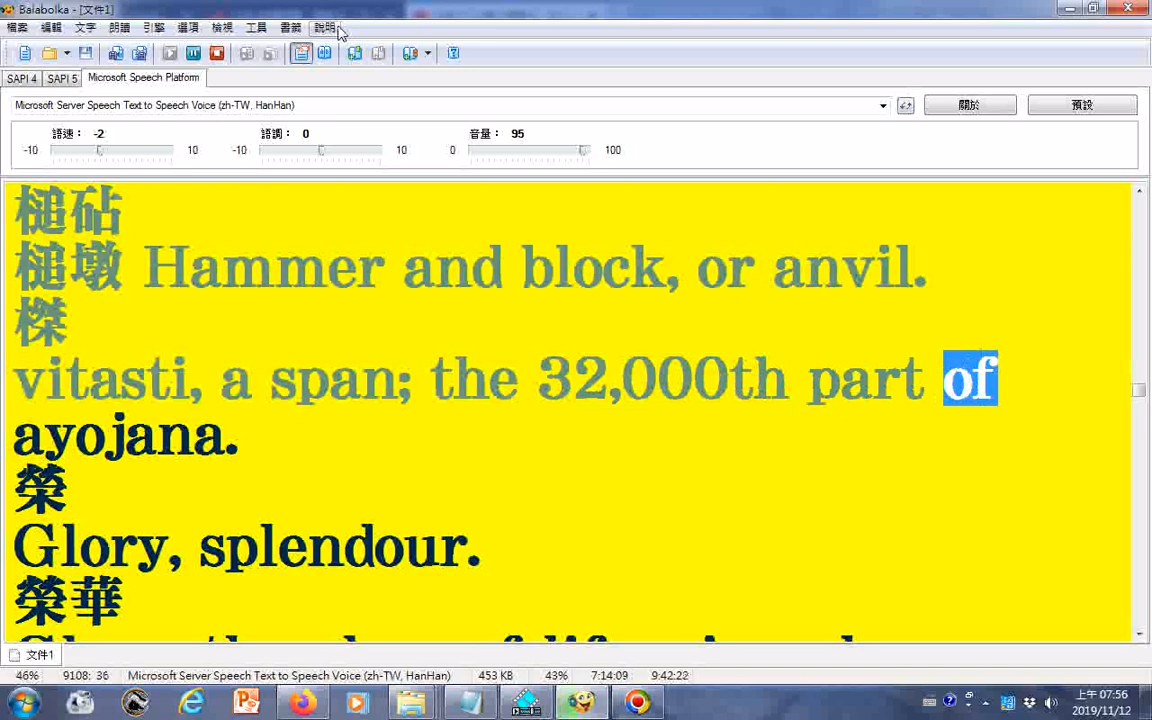 Balabolka - [文件1]
檔案 編輯 文字 朗讀 引擎 選項 檢視 工具 書籤 說明
SAPI 4 SAPI 5 Microsoft Speech Platform
Microsoft Server Speech Text to Speech Voice (zh-TW, HanHan) 關於 預設
語速: -2 語調: 0 音量: 95
-10 10 -10 10 0 100
槌砧
槌墩 Hammer and block, or anvil.
榤
vitasti, a span; the 32,000th part of
ayojana.
榮
Glory, splendour.
榮華
文件1
46% 9108: 36 Microsoft Server Speech Text to Speech Voice (zh-TW, HanHan) 453 KB 43% 7:14:09 9:42:22
上午 07:56
2019/11/12